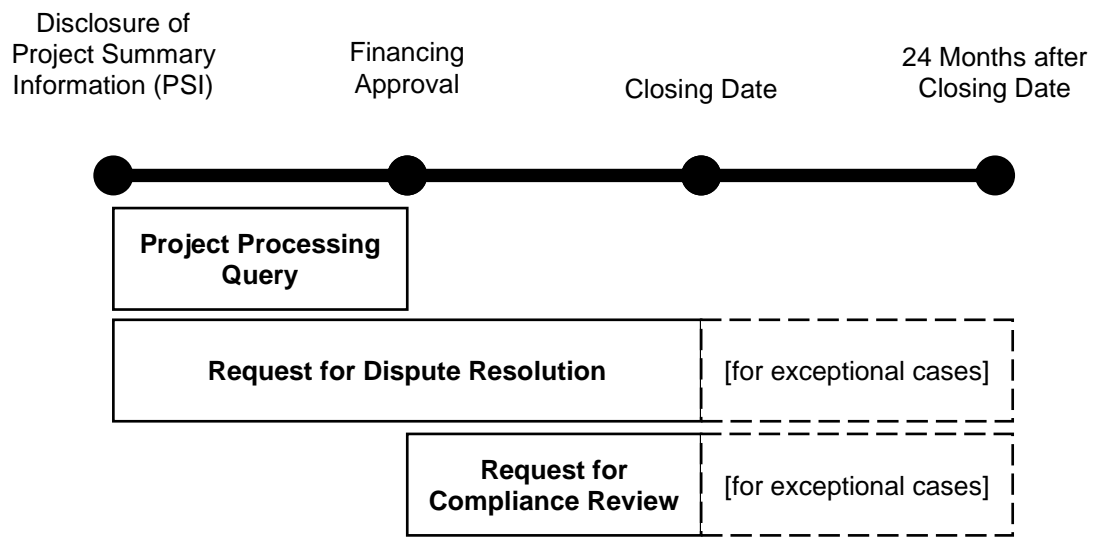 Disclosure of
Project Summary
Information (PSI)
Financing
Approval
Closing Date
24 Months after
Closing Date
Project Processing
Query
Request for Dispute Resolution
[for exceptional cases]
Request for
Compliance Review
[for exceptional cases]